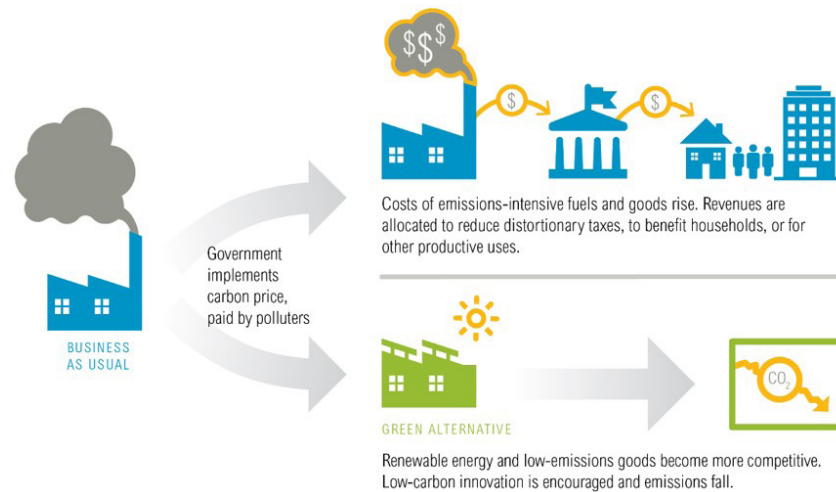 $$$
$
$
Costs of emissions-intensive fuels and goods rise. Revenues are
allocated to reduce distortionary taxes, to benefit households, or for
other productive uses.
Government
implements
carbon price,
paid by polluters
BUSINESS
AS USUAL
CO₂
GREEN ALTERNATIVE
Renewable energy and low-emissions goods become more competitive.
Low-carbon innovation is encouraged and emissions fall.